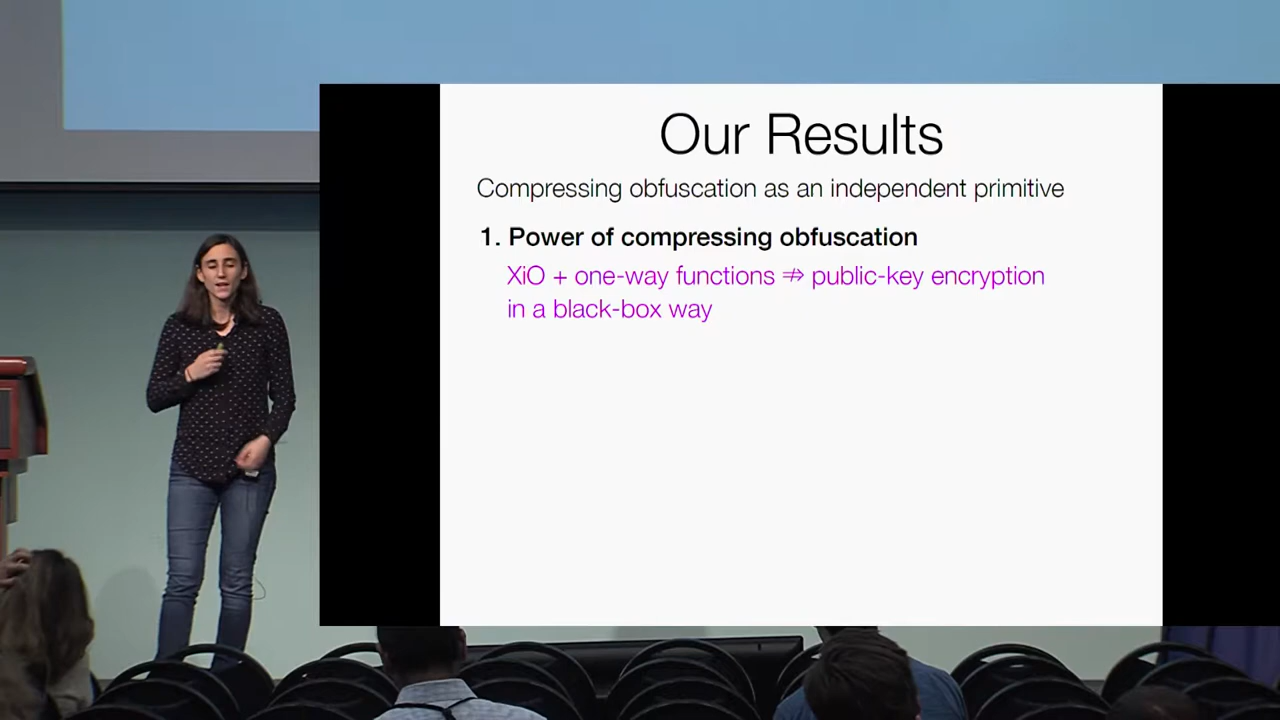 Our Results
Compressing obfuscation as an independent primitive
1. Power of compressing obfuscation
XiO + one-way functions ⇏ public-key encryption
in a black-box way